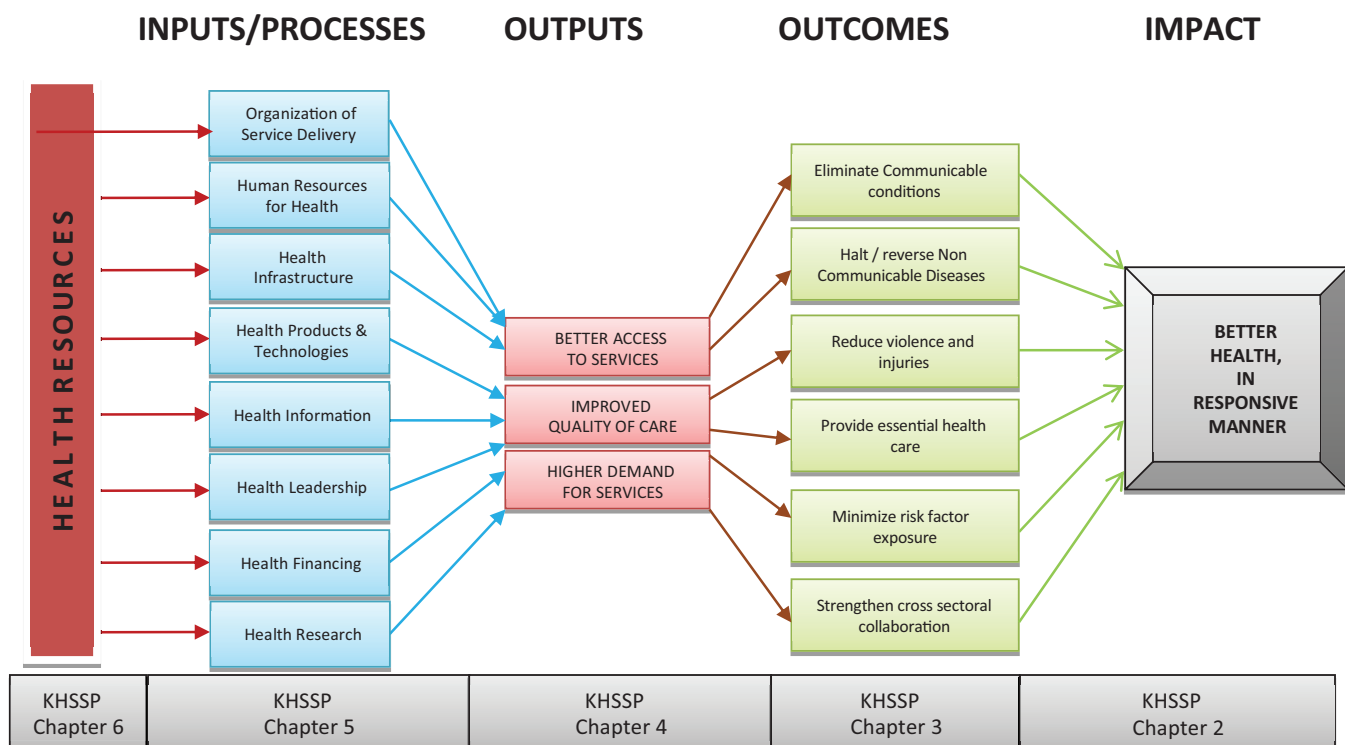 INPUTS/PROCESSES
OUTPUTS
OUTCOMES
IMPACT
HEALTH RESOURCES
Organization of
Service Delivery
Human Resources
for Health
Health
Infrastructure
Health Products &
Technologies
Health Information
Health Leadership
Health Financing
Health Research
BETTER ACCESS
TO SERVICES
IMPROVED
QUALITY OF CARE
HIGHER DEMAND
FOR SERVICES
Eliminate Communicable
conditions
Halt / reverse Non
Communicable Diseases
Reduce violence and
injuries
Provide essential health
care
Minimize risk factor
exposure
Strengthen cross sectoral
collaboration
BETTER
HEALTH,
IN
RESPONSIVE
MANNER
KHSSP
Chapter 6
KHSSP
Chapter 5
KHSSP
Chapter 4
KHSSP
Chapter 3
KHSSP
Chapter 2